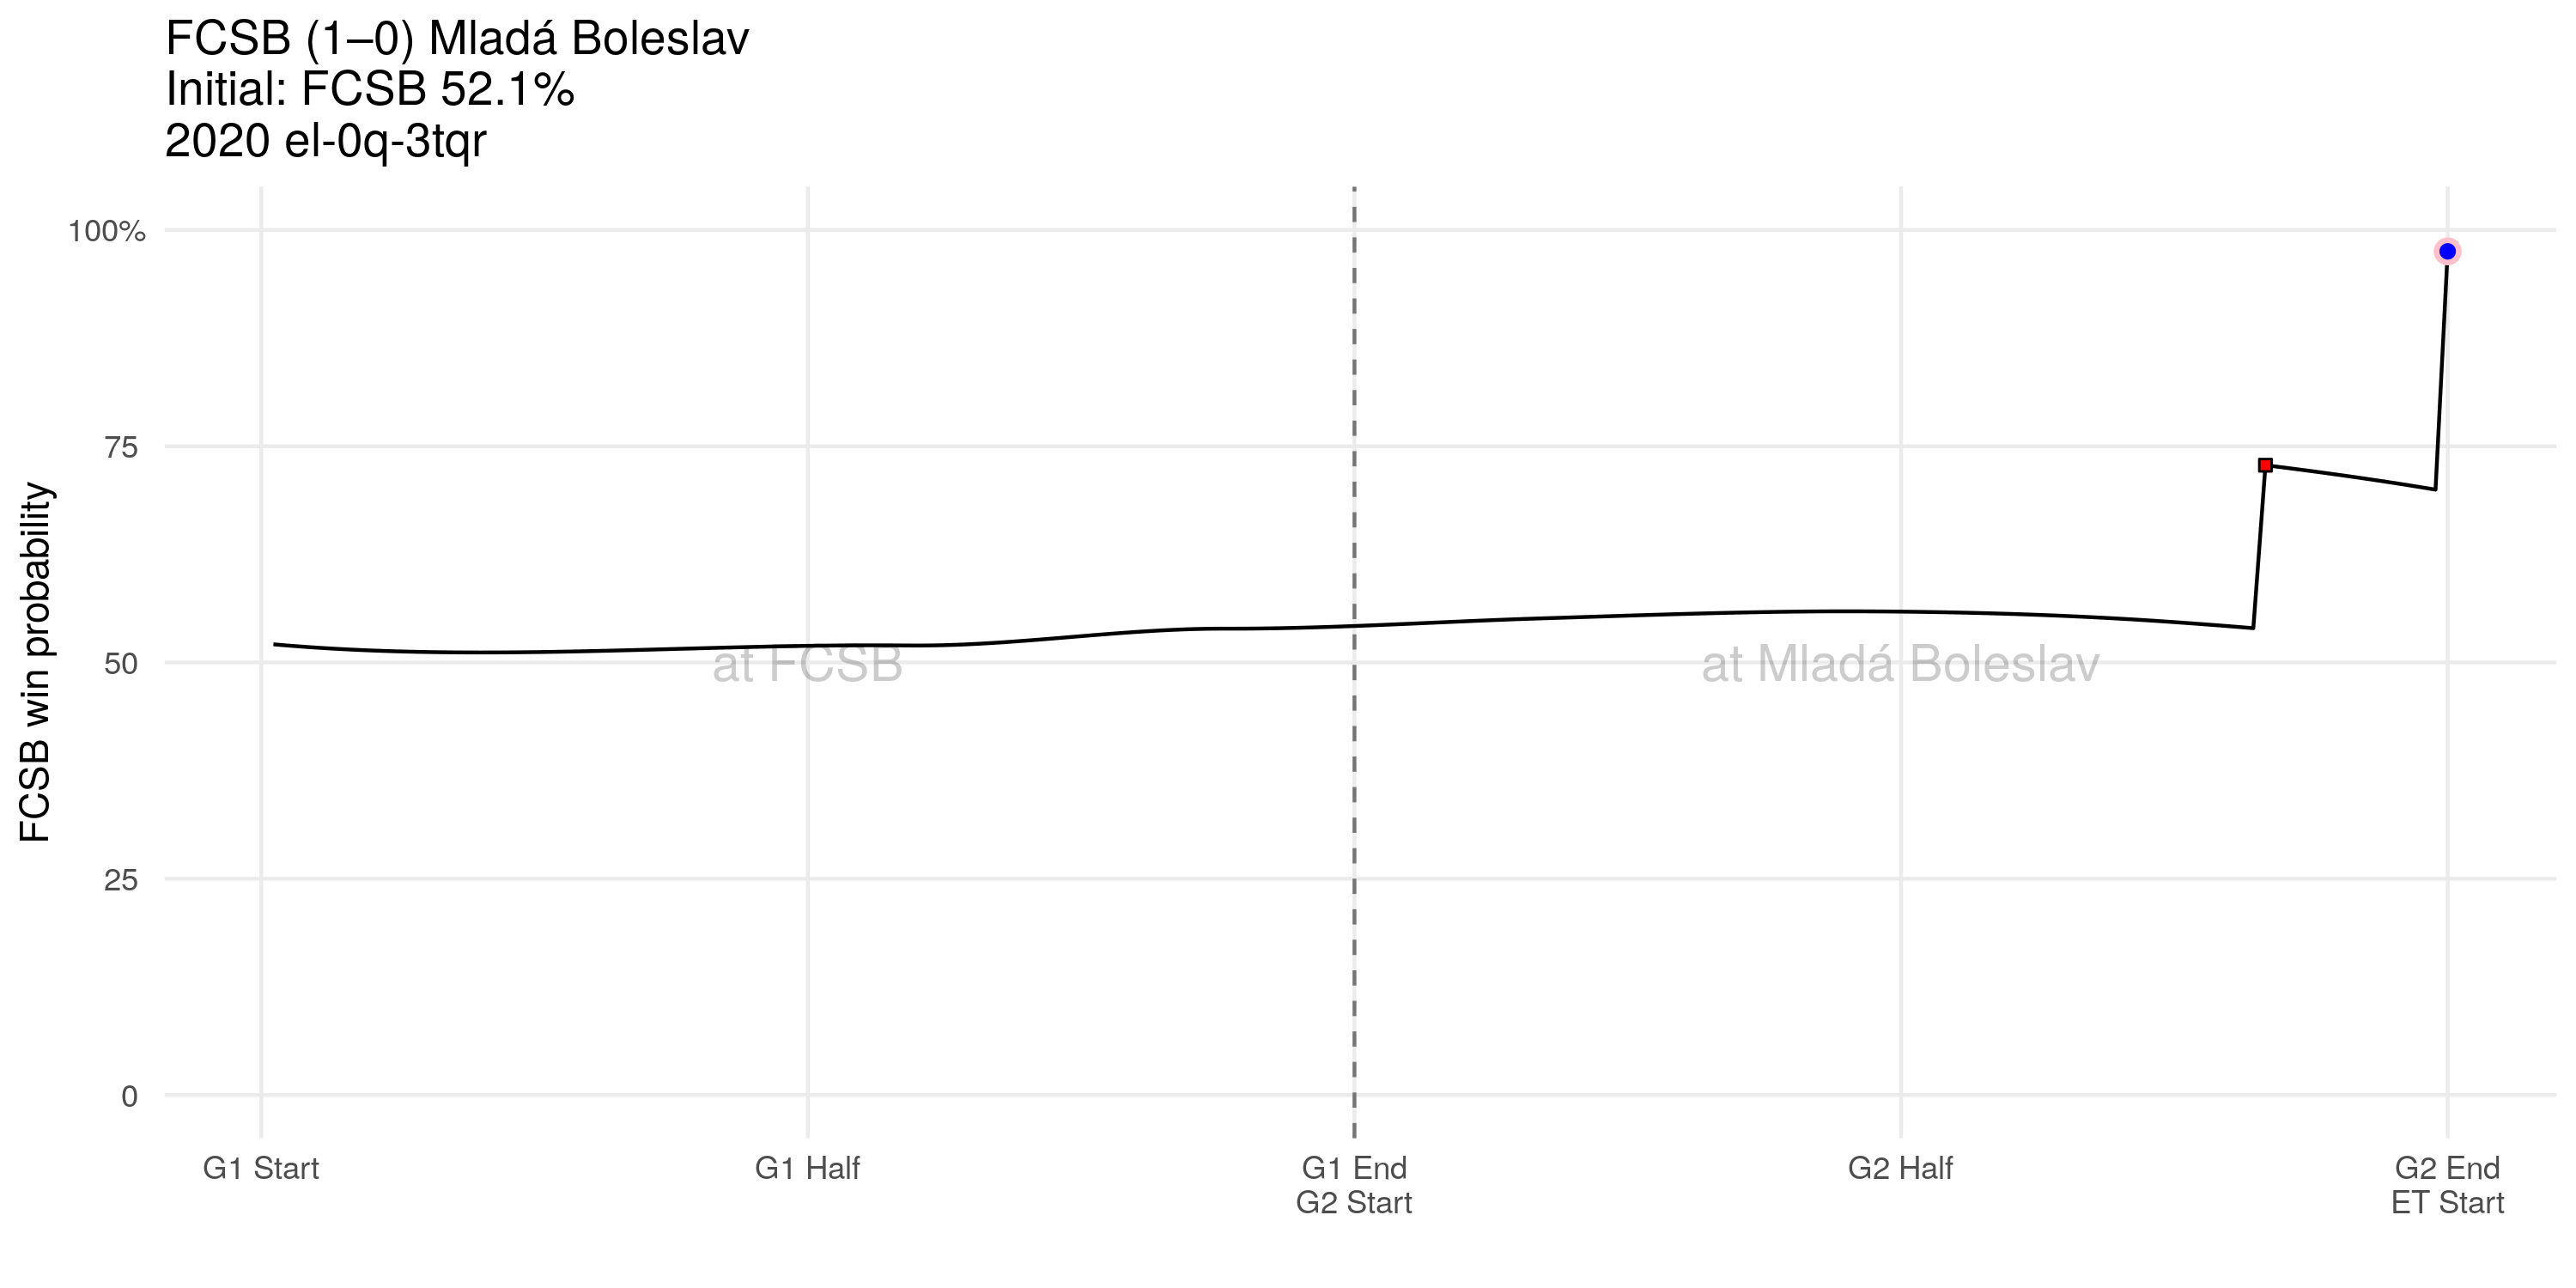 FCSB (1–0) Mladá Boleslav
Initial: FCSB 52.1%
2020 el-0q-3tqr
FCSB win probability
100%
75
50
25
0
at FCSB
at Mladá Boleslav
G1 Start
G1 Half
G1 End
G2 Start
G2 Half
G2 End
ET Start